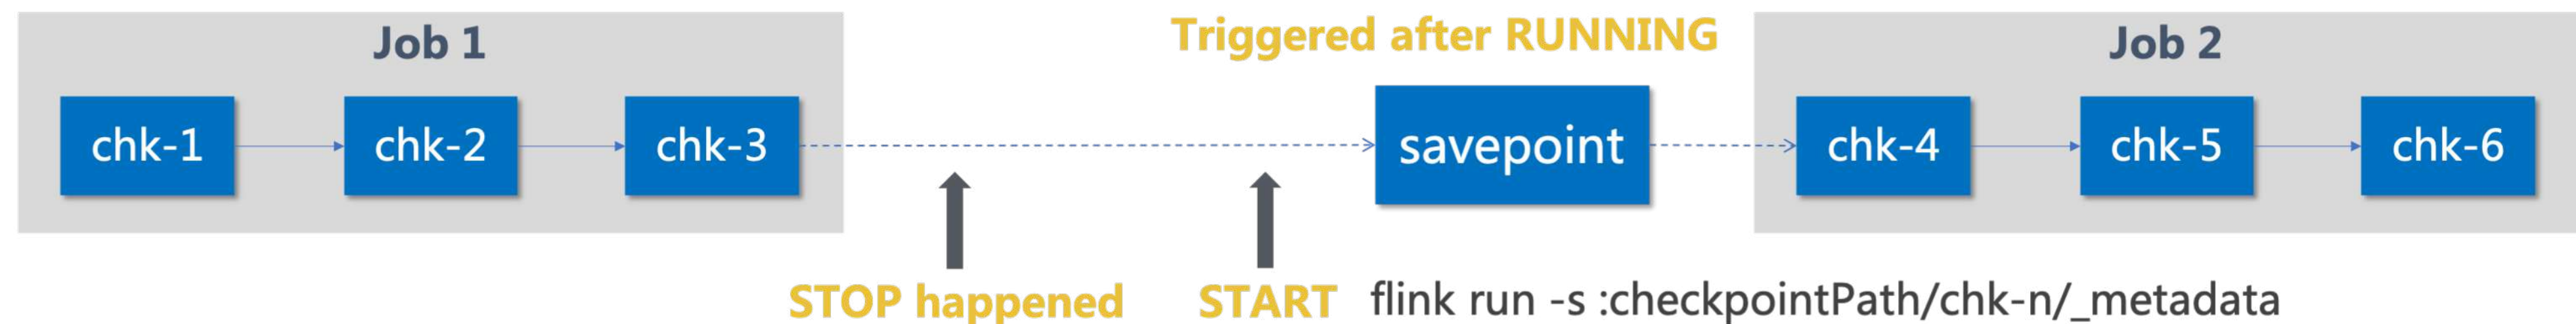 Job 1
Triggered after RUNNING
Job 2
chk-1
chk-2
chk-3
savepoint
chk-4
chk-5
chk-6
STOP happened
START
flink run -s :checkpointPath/chk-n/_metadata